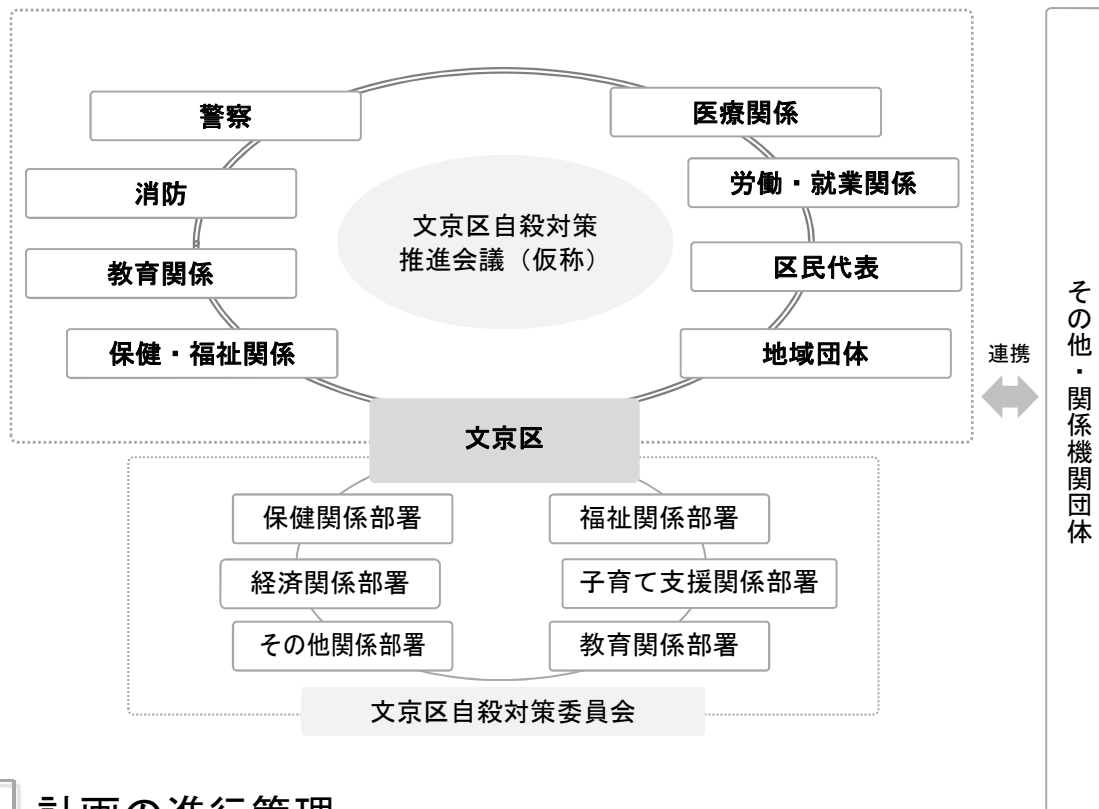 警察
医療関係
消防
労働・就業関係
文京区自殺対策
推進会議（仮称）
教育関係
区民代表
保健・福祉関係
地域団体
連携
その他・関係機関団体
文京区
保健関係部署
福祉関係部署
経済関係部署
子育て支援関係部署
その他関係部署
教育関係部署
文京区自殺対策委員会
計画の進行管理